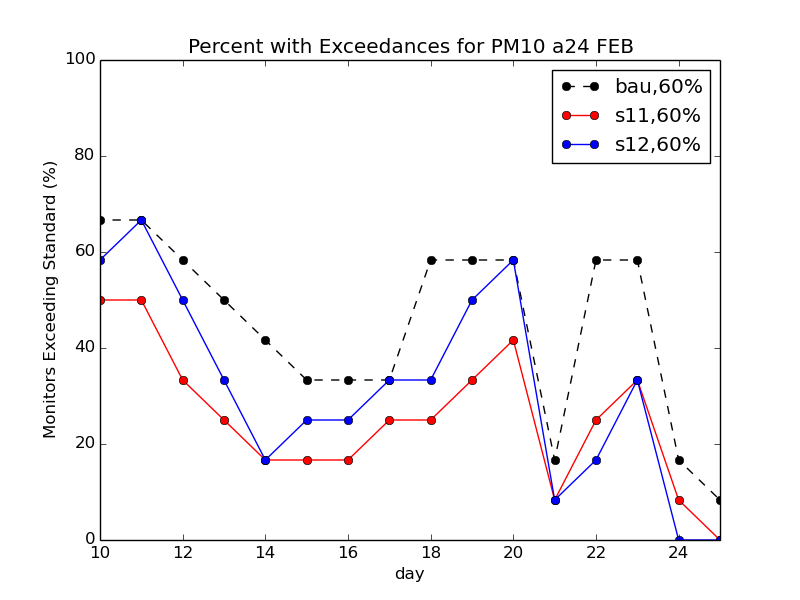 Percent with Exceedances for PM10 a24 FEB
100
80
60
40
20
0
Monitors Exceeding Standard (%)
bau,60%
s11,60%
s12,60%
10 12 14 16 18 20 22 24
day